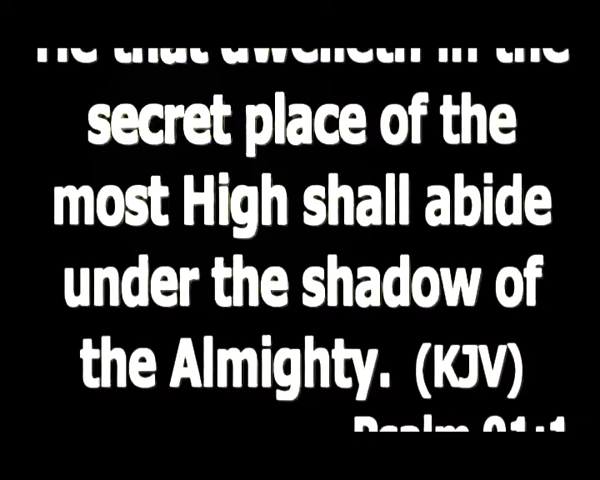 He that dwelleth in the
secret place of the
most High shall abide
under the shadow of
the Almighty. (KJV)
Psalm 91:1